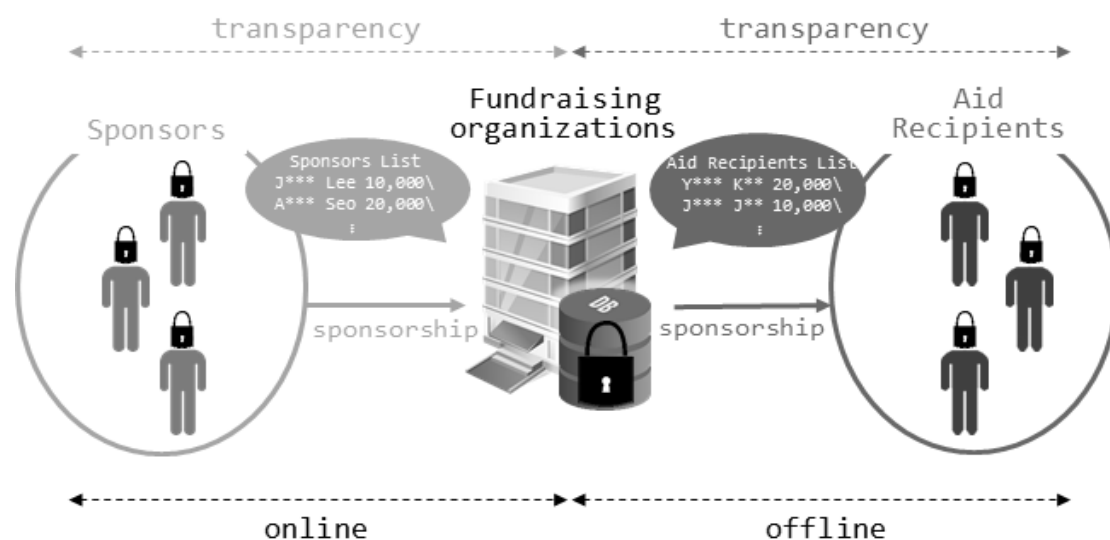 transparency
transparency
Fundraising
organizations
Sponsors
Aid
Recipients
Sponsors List
J*** Lee 10,000\
A*** Seo 20,000\
⋮
Aid Recipients List
Y*** K** 20,000\
J*** J** 10,000\
⋮
DB
sponsorship
sponsorship
online
offline